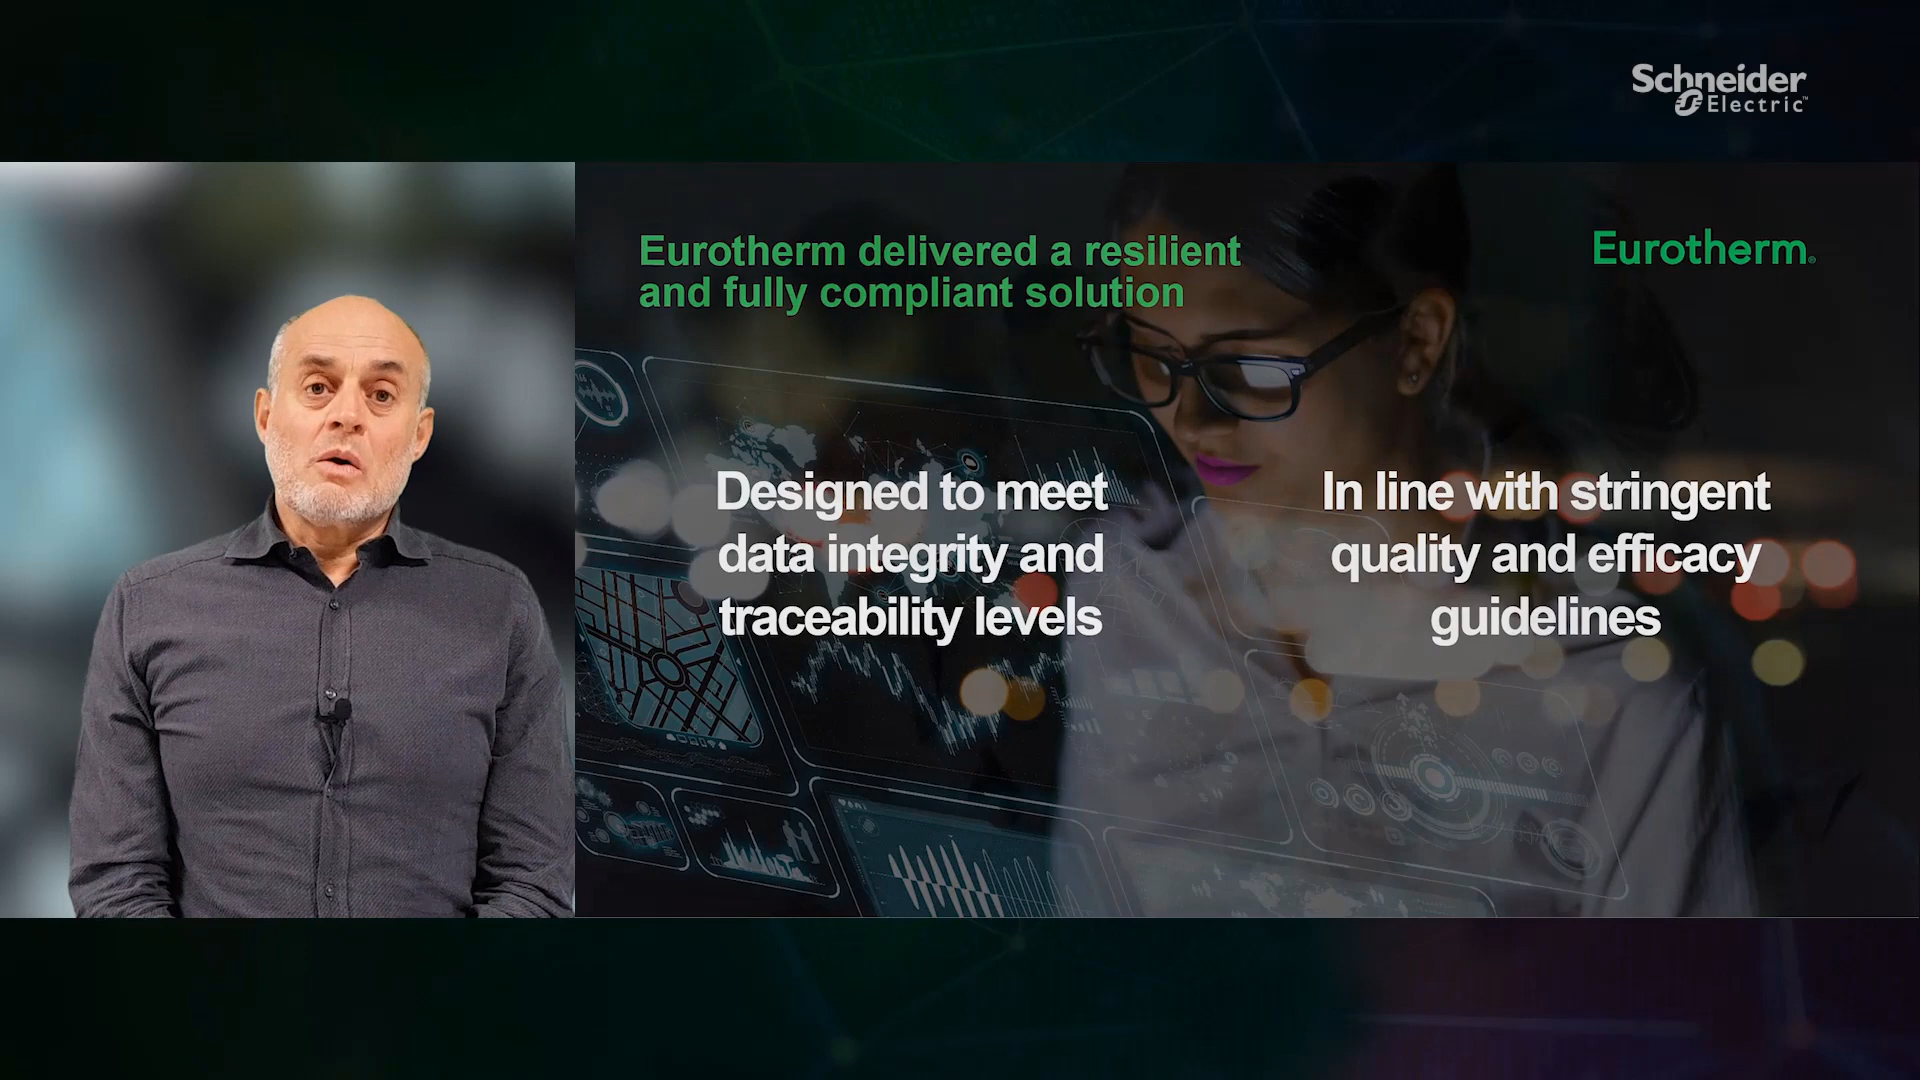 Schneider
Electric™
Eurotherm delivered a resilient
and fully compliant solution
Eurotherm®
Designed to meet
data integrity and
traceability levels
In line with stringent
quality and efficacy
guidelines